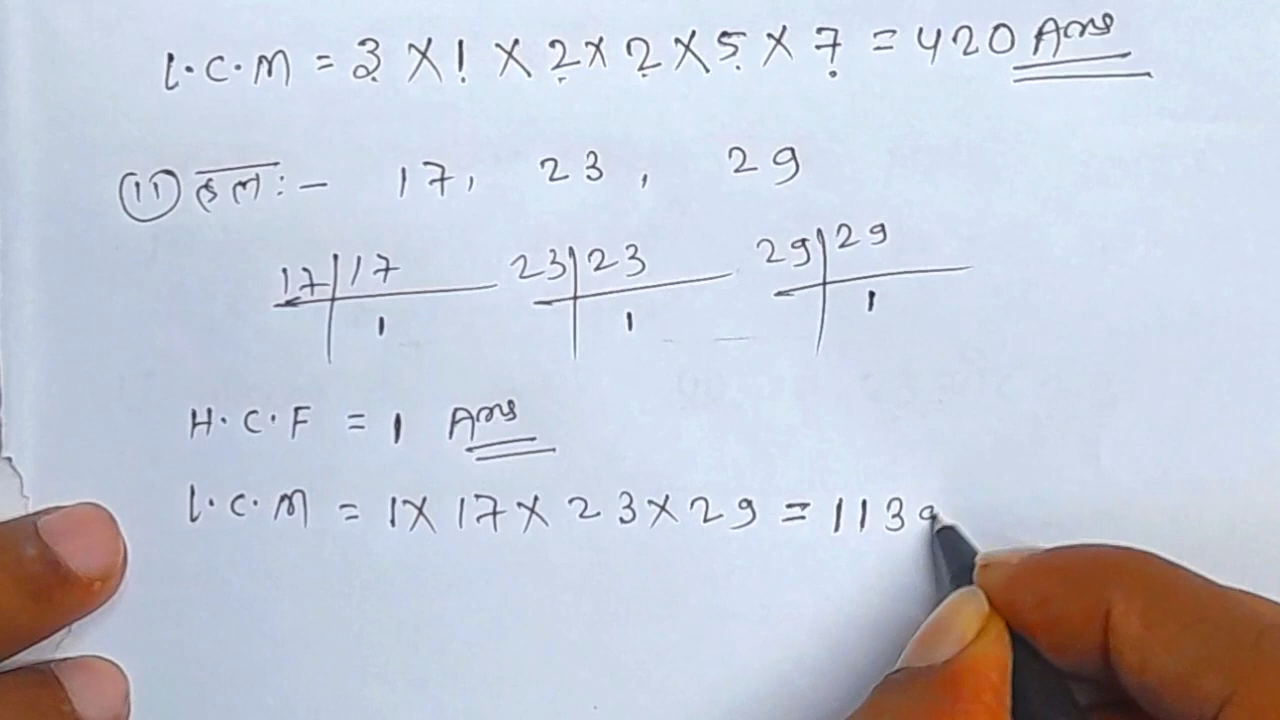 L.C.M = 3 × 1 × 2 × 2 × 5 × 7 = 420 Ans
(11) हल :- 17, 23, 29
17 | 17 23 | 23 29 | 29
1 1 1
H.C.F = 1 Ans
L.C.M = 1 × 17 × 23 × 29 = 1139